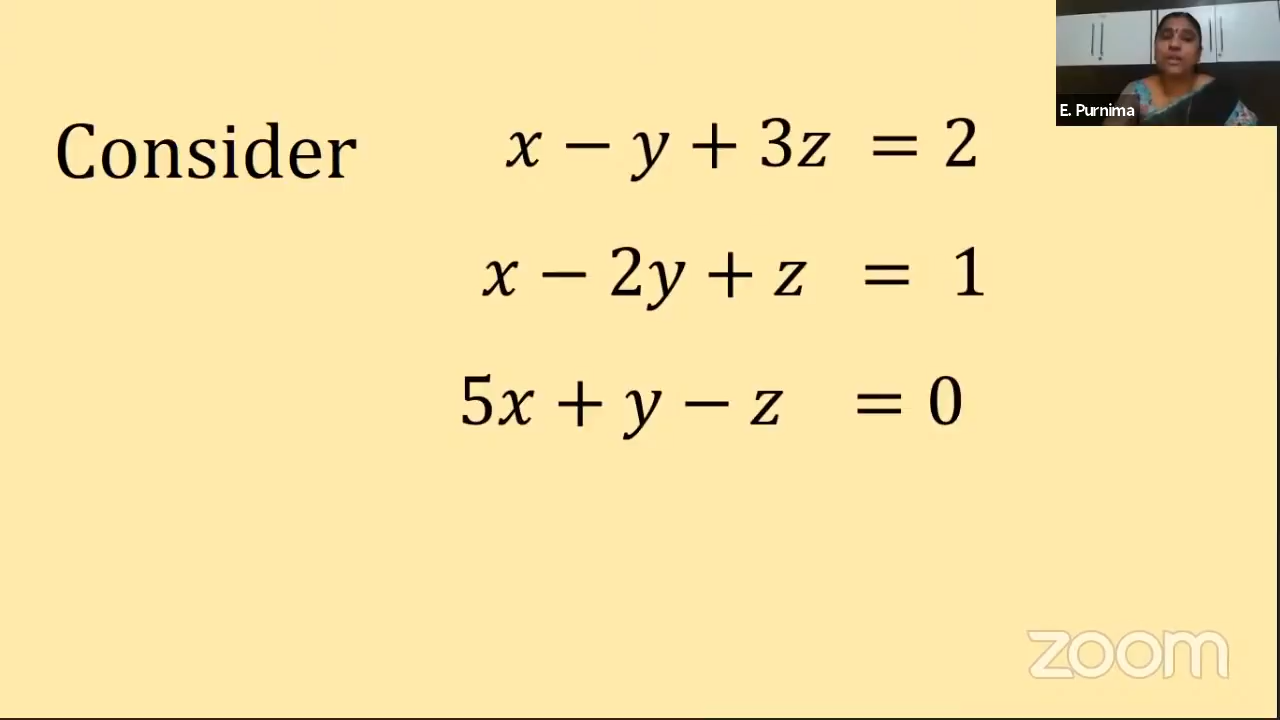 Consider x − y + 3z = 2
x − 2y + z = 1
5x + y − z = 0
E. Purnima
zoom